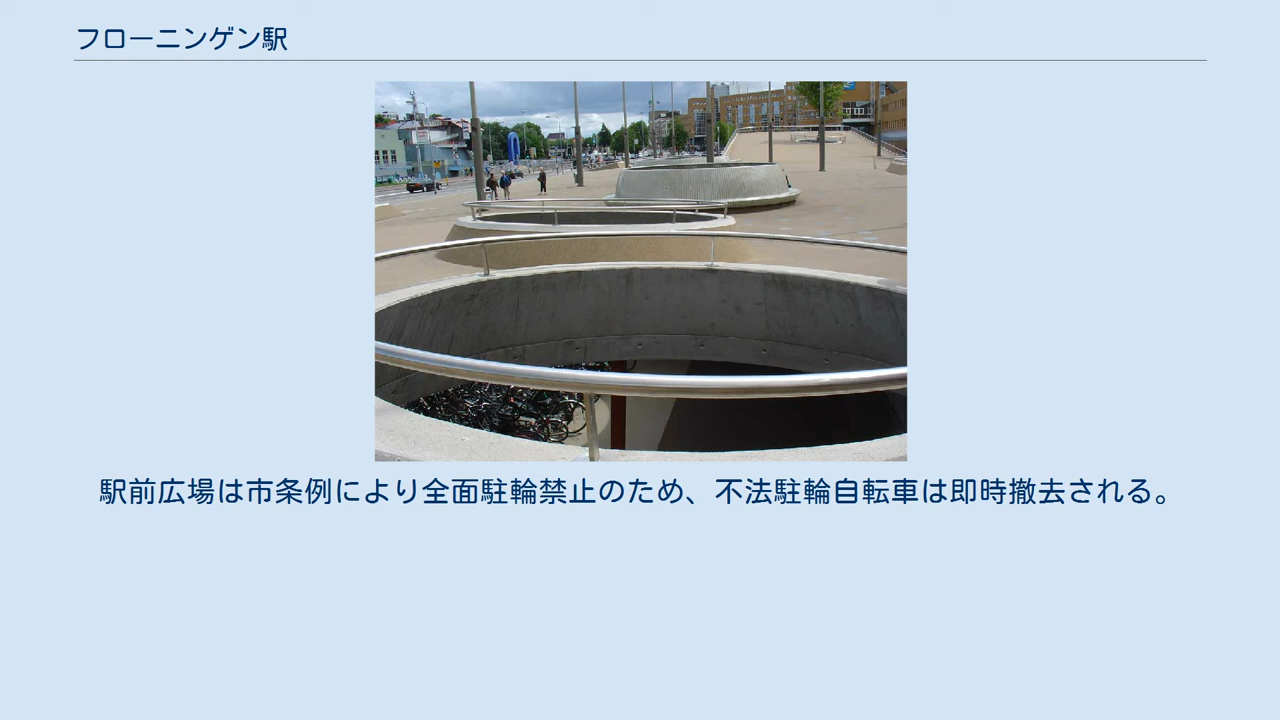 フローニンゲン駅
駅前広場は市条例により全面駐輪禁止のため、不法駐輪自転車は即時撤去される。